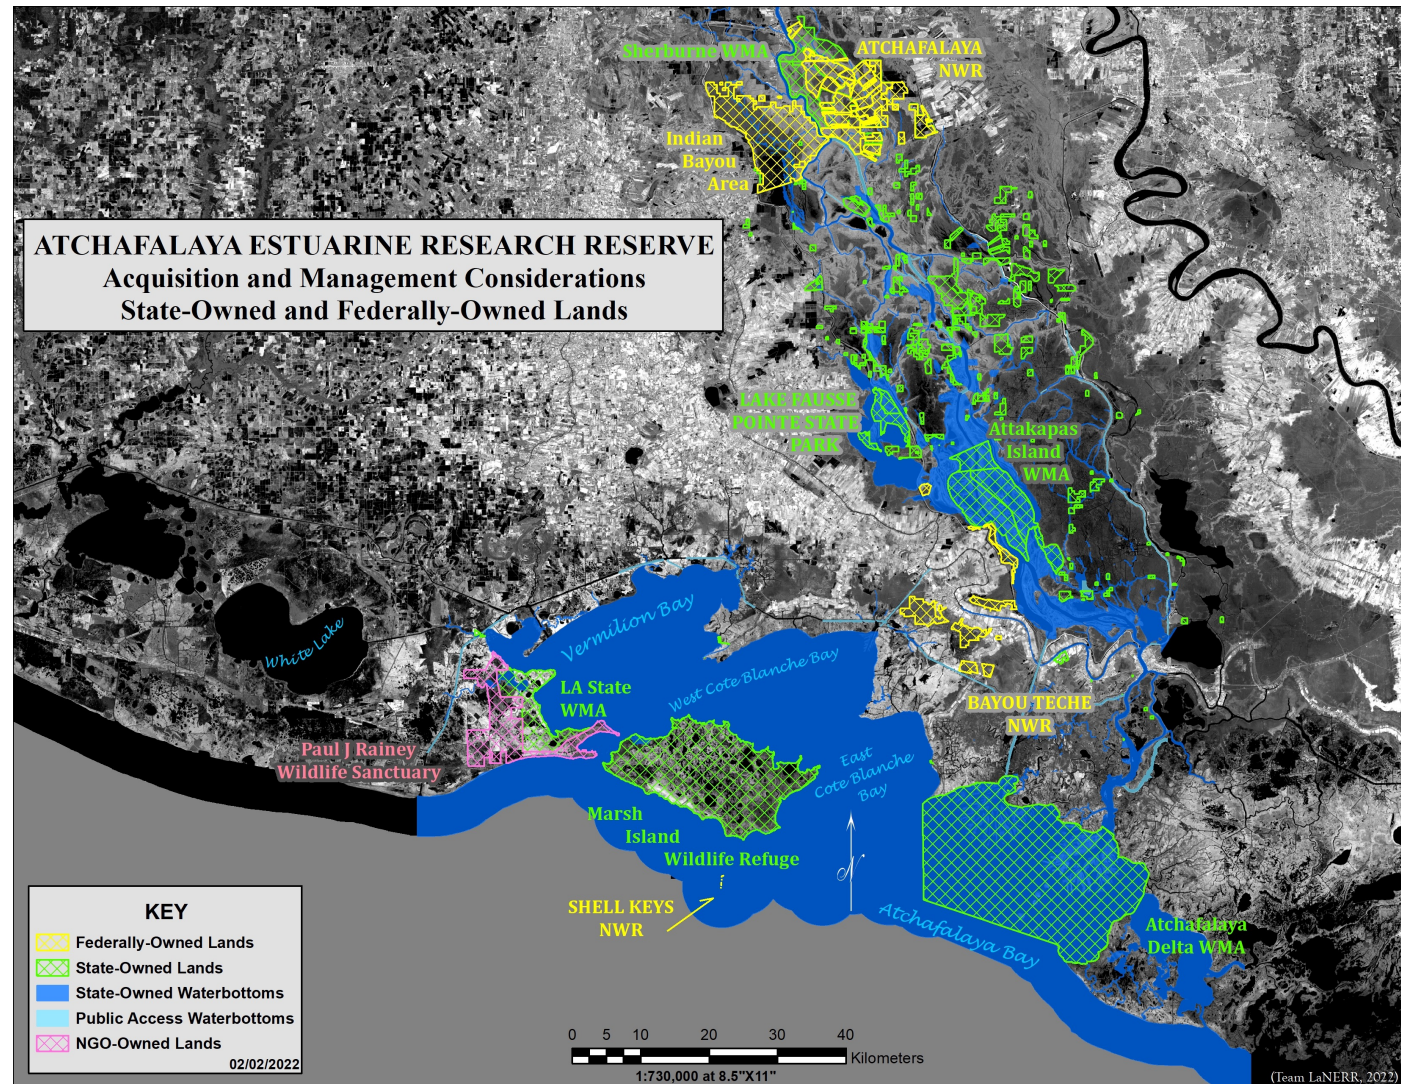 Sherburne WMA
ATCHAFALAYA
NWR
Indian
Bayou
Area
ATCHAFALAYA ESTUARINE RESEARCH RESERVE
Acquisition and Management Considerations
State-Owned and Federally-Owned Lands
LAKE FAUSSE
POINTE STATE
PARK
Attakapas
Island
WMA
White Lake
Vermilion Bay
West Cote Blanche Bay
LA State
WMA
BAYOU TECHE
NWR
Paul J Rainey
Wildlife Sanctuary
East
Cote Blanche
Bay
Marsh
Island
Wildlife Refuge
N
SHELL KEYS
NWR
Atchafalaya Bay
Atchafalaya
Delta WMA
KEY
Federally-Owned Lands
State-Owned Lands
State-Owned Waterbottoms
Public Access Waterbottoms
NGO-Owned Lands
02/02/2022
0 5 10 20 30 40
Kilometers
1:730,000 at 8.5"X11"
(Team LaNERR, 2022)